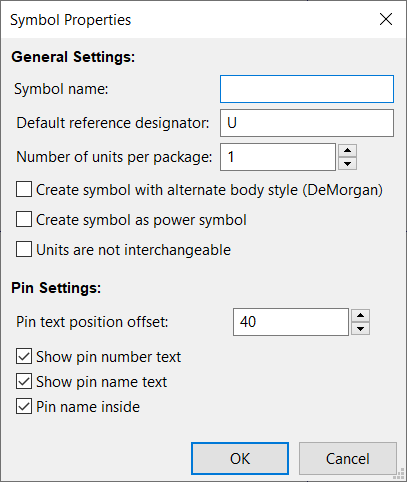 Symbol Properties
General Settings:
Symbol name:
Default reference designator: U
Number of units per package: 1
Create symbol with alternate body style (DeMorgan)
Create symbol as power symbol
Units are not interchangeable
Pin Settings:
Pin text position offset: 40
Show pin number text
Show pin name text
Pin name inside
OK Cancel